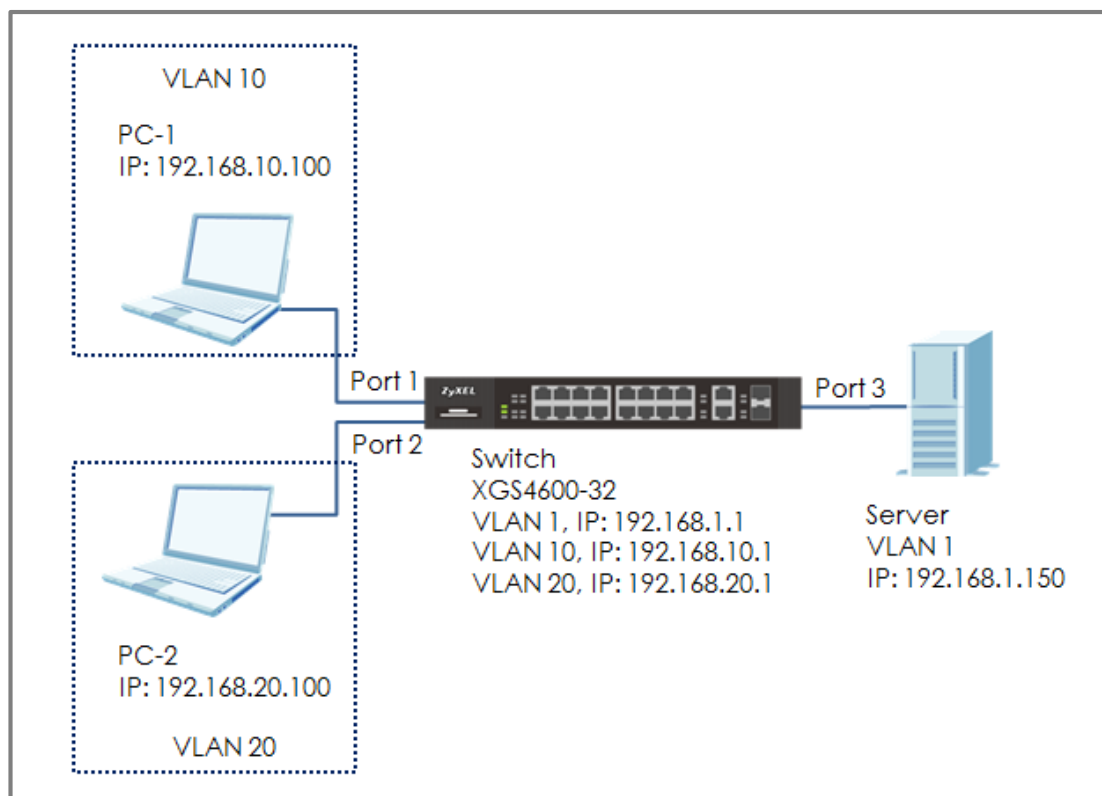 VLAN 10
PC-1
IP: 192.168.10.100
Port 1
ZyXEL
Port 3
Port 2
Switch
XGS4600-32
VLAN 1, IP: 192.168.1.1
VLAN 10, IP: 192.168.10.1
VLAN 20, IP: 192.168.20.1
Server
VLAN 1
IP: 192.168.1.150
PC-2
IP: 192.168.20.100
VLAN 20